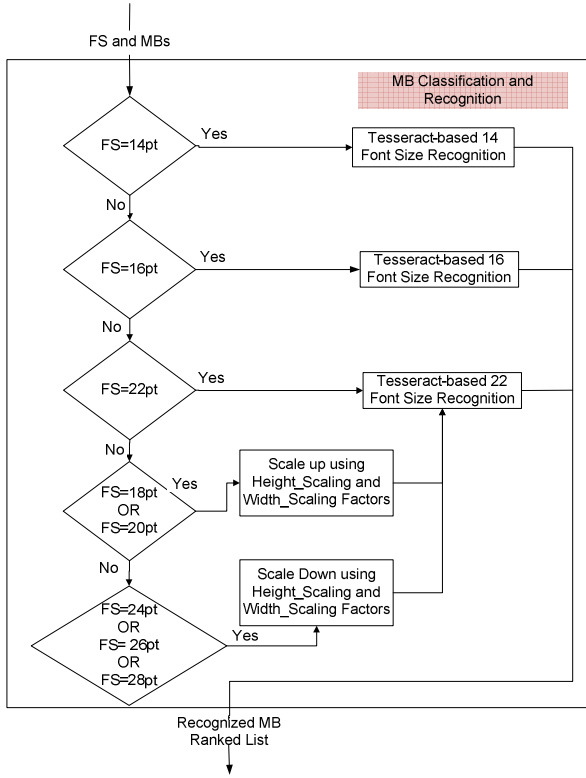 FS and MBs
MB Classification and
Recognition
FS=14pt
Yes
Tesseract-based 14
Font Size Recognition
No
FS=16pt
Yes
Tesseract-based 16
Font Size Recognition
No
FS=22pt
Yes
Tesseract-based 22
Font Size Recognition
No
FS=18pt
OR
FS=20pt
Yes
Scale up using
Height_Scaling and
Width_Scaling Factors
No
FS=24pt
OR
FS= 26pt
OR
FS=28pt
Yes
Scale Down using
Height_Scaling and
Width_Scaling Factors
Recognized MB
Ranked List